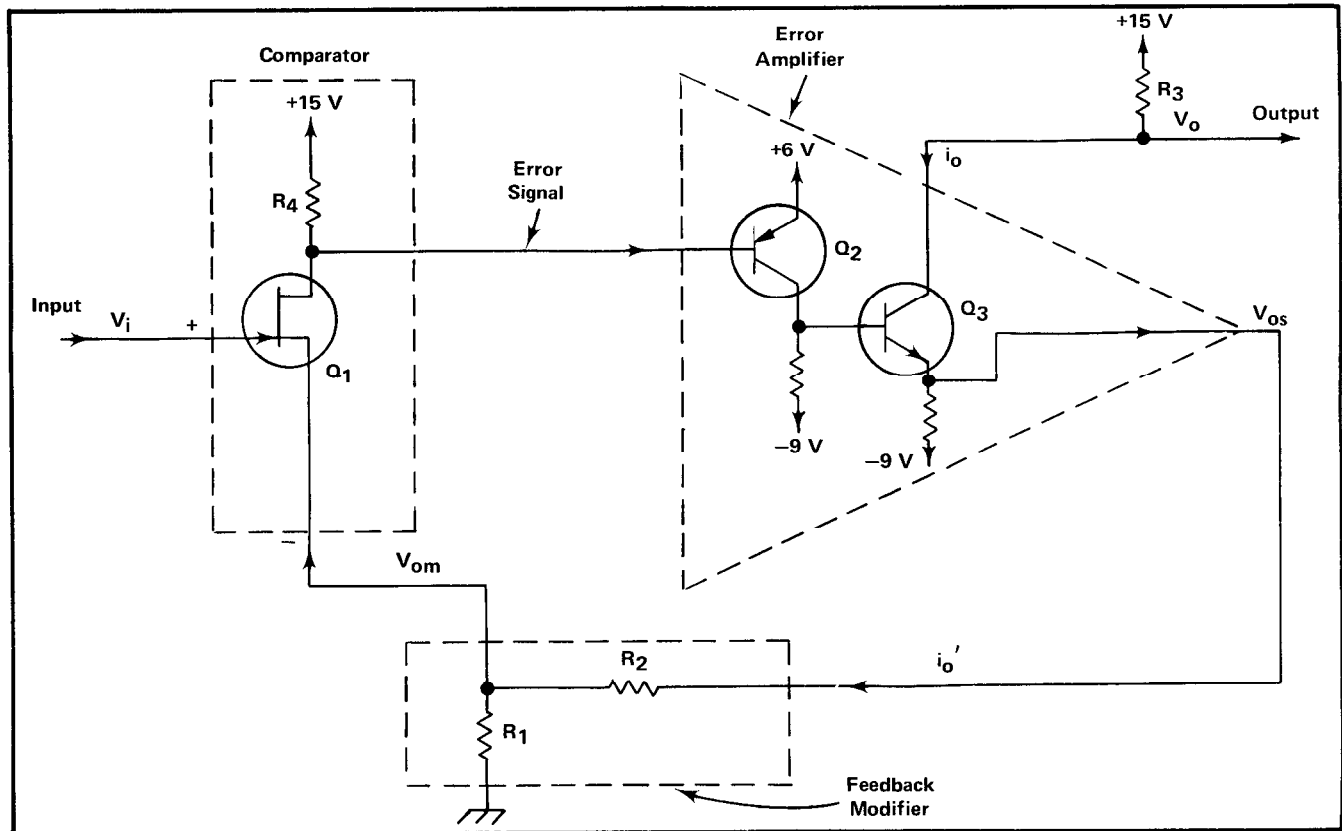 Comparator
+15 V
R4
Q1
Input
Vi
+
−
Error
Signal
Error
Amplifier
+6 V
Q2
−9 V
Q3
−9 V
io
+15 V
R3
Vo
Output
Vos
Vom
R2
R1
io'
Feedback
Modifier